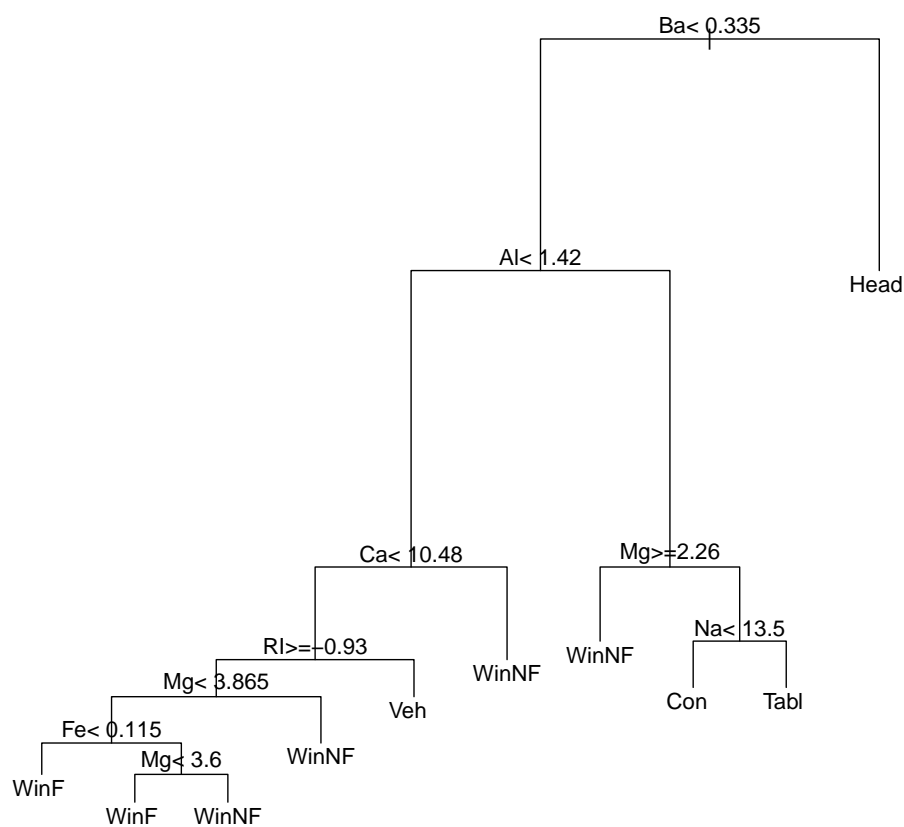 Ba< 0.335
Al< 1.42
Head
Ca< 10.48
Mg>=2.26
Na< 13.5
RI>=−0.93
WinNF
WinNF
Mg< 3.865
Veh
Con
Tabl
Fe< 0.115
WinNF
Mg< 3.6
WinF
WinF
WinNF